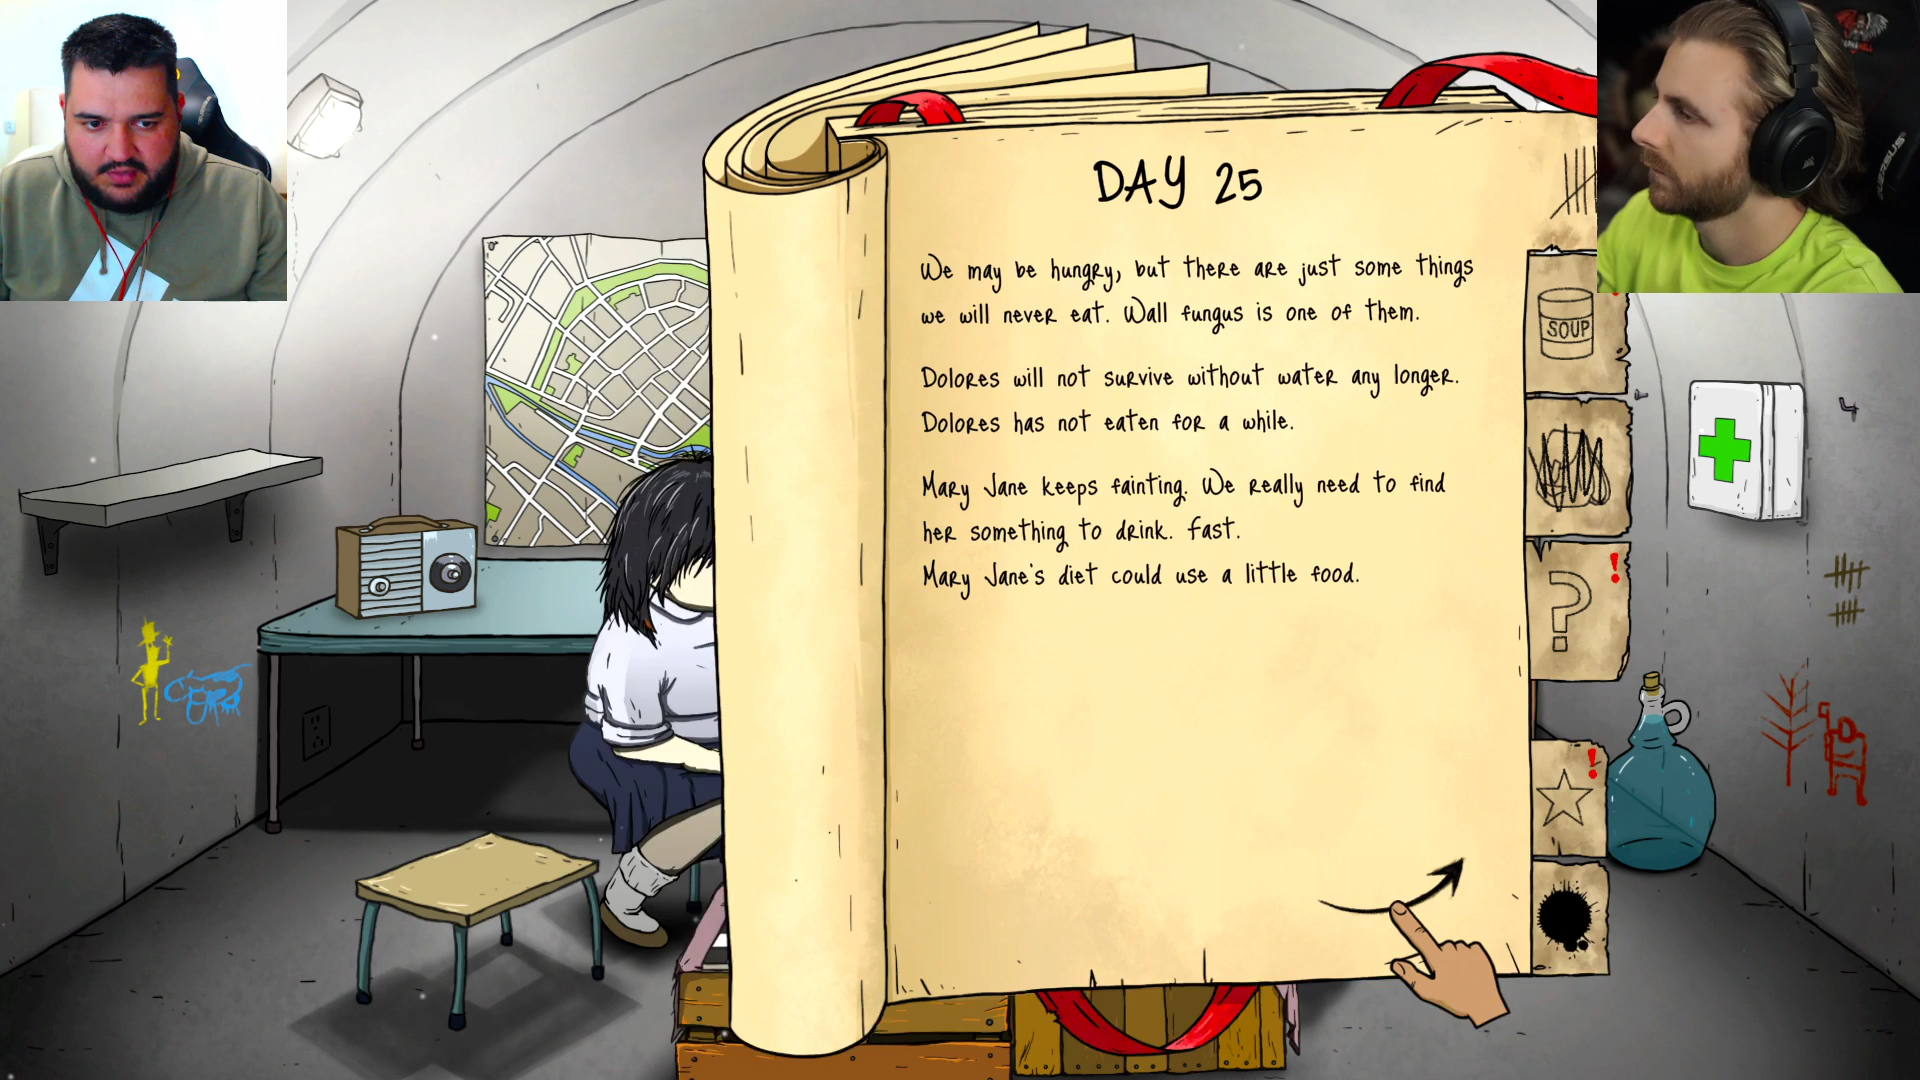 DAY 25
We may be hungry, but there are just some things
we will never eat. Wall fungus is one of them.
Dolores will not survive without water any longer.
Dolores has not eaten for a while.
Mary Jane keeps fainting. We really need to find
her something to drink. Fast.
Mary Jane's diet could use a little food.
SOUP
?
!
!